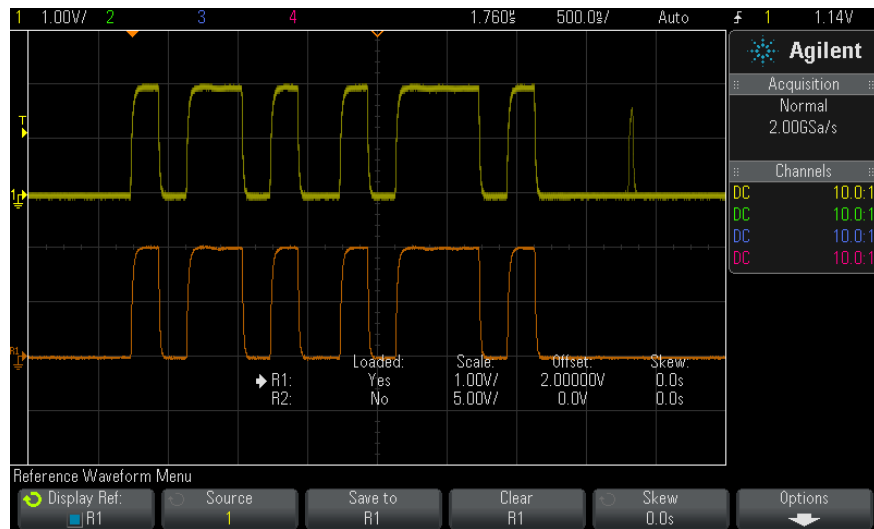 1 1.00V/ 2 3 4 1.760s 500.0s/ Auto 1 1.14V
Agilent
Acquisition
Normal
2.00GSa/s
Channels
DC 10.0:1
DC 10.0:1
DC 10.0:1
DC 10.0:1
T
1
R1
Loaded: Scale: Offset: Skew:
R1: Yes 1.00V/ 2.00000V 0.0s
R2: No 5.00V/ 0.0V 0.0s
Reference Waveform Menu
Display Ref: Source Save to Clear Skew Options
R1 1 R1 R1 0.0s